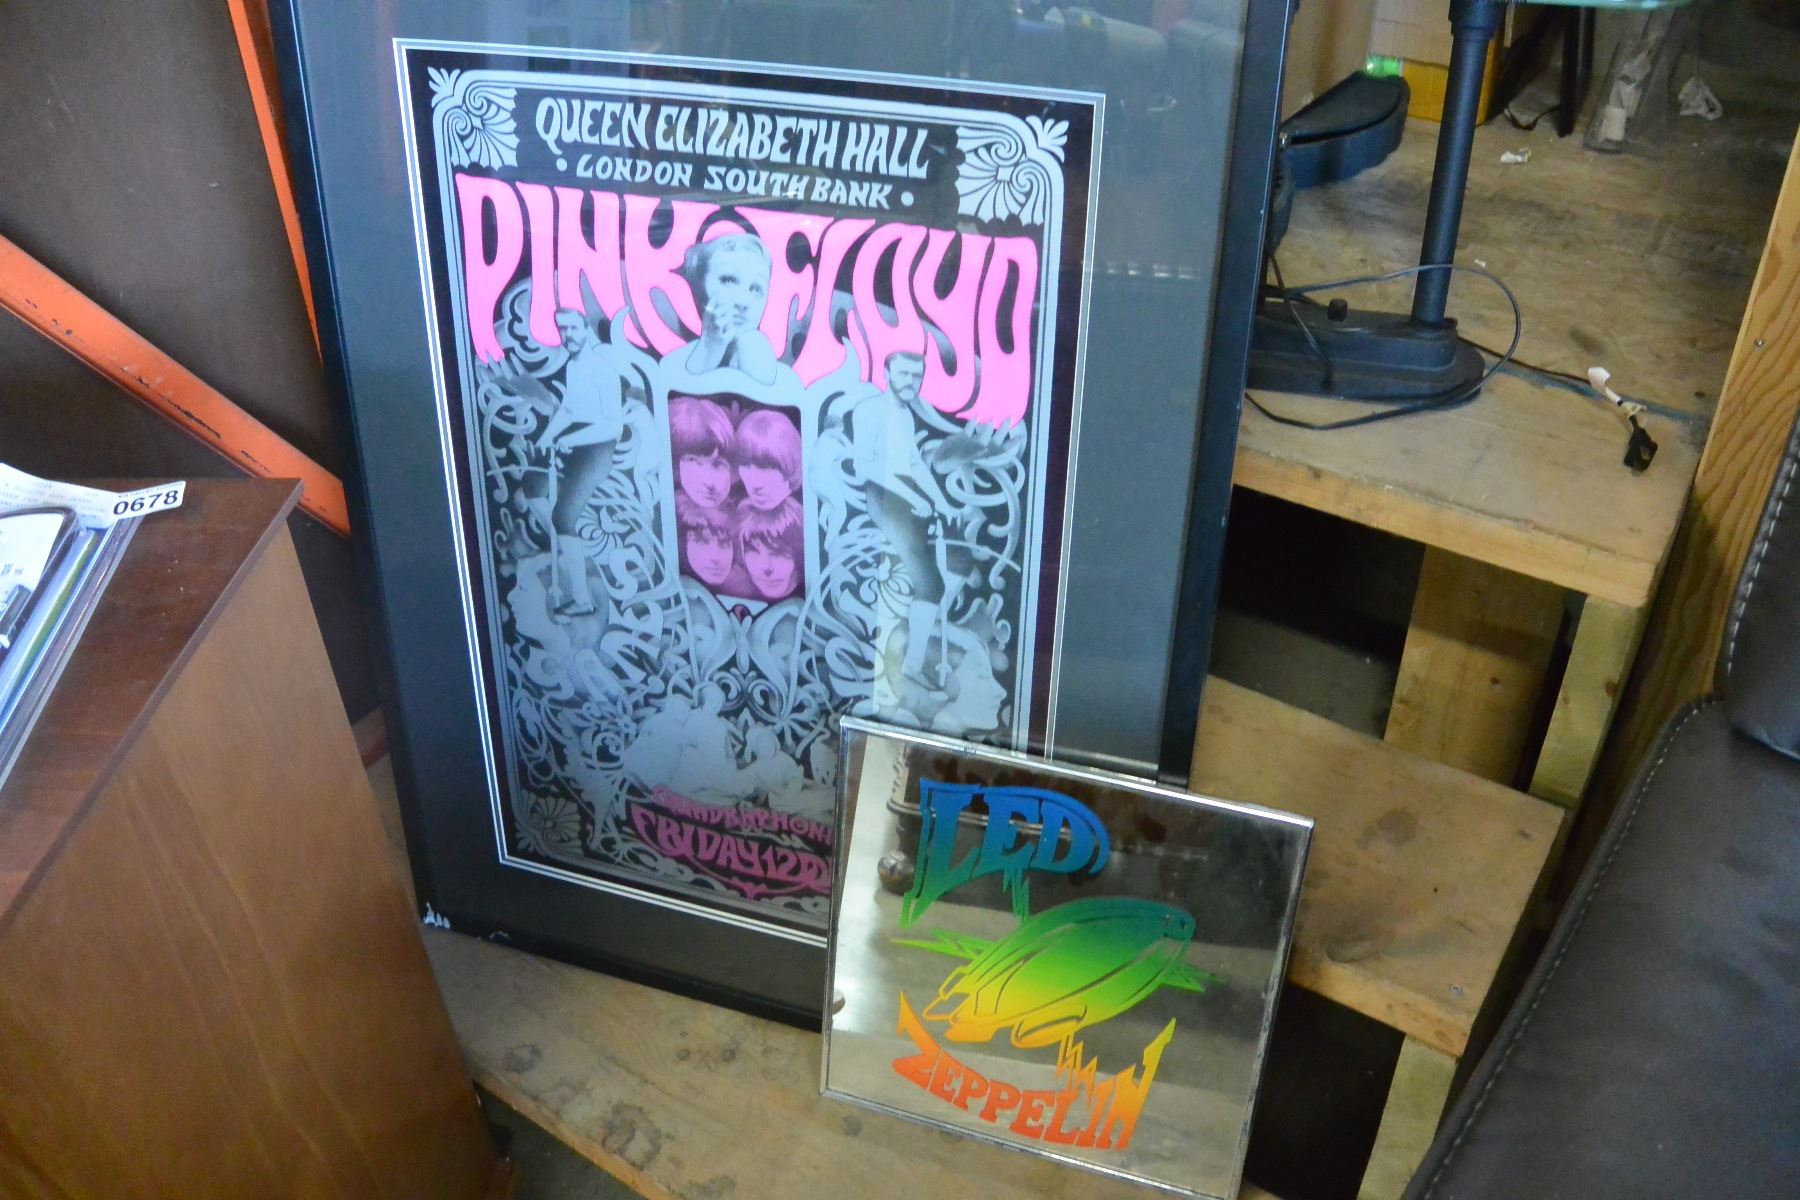 QUEEN ELIZABETH HALL
• LONDON SOUTH BANK •
PINK FLOYD
FRIDAY 12
LED
ZEPPELIN
0678